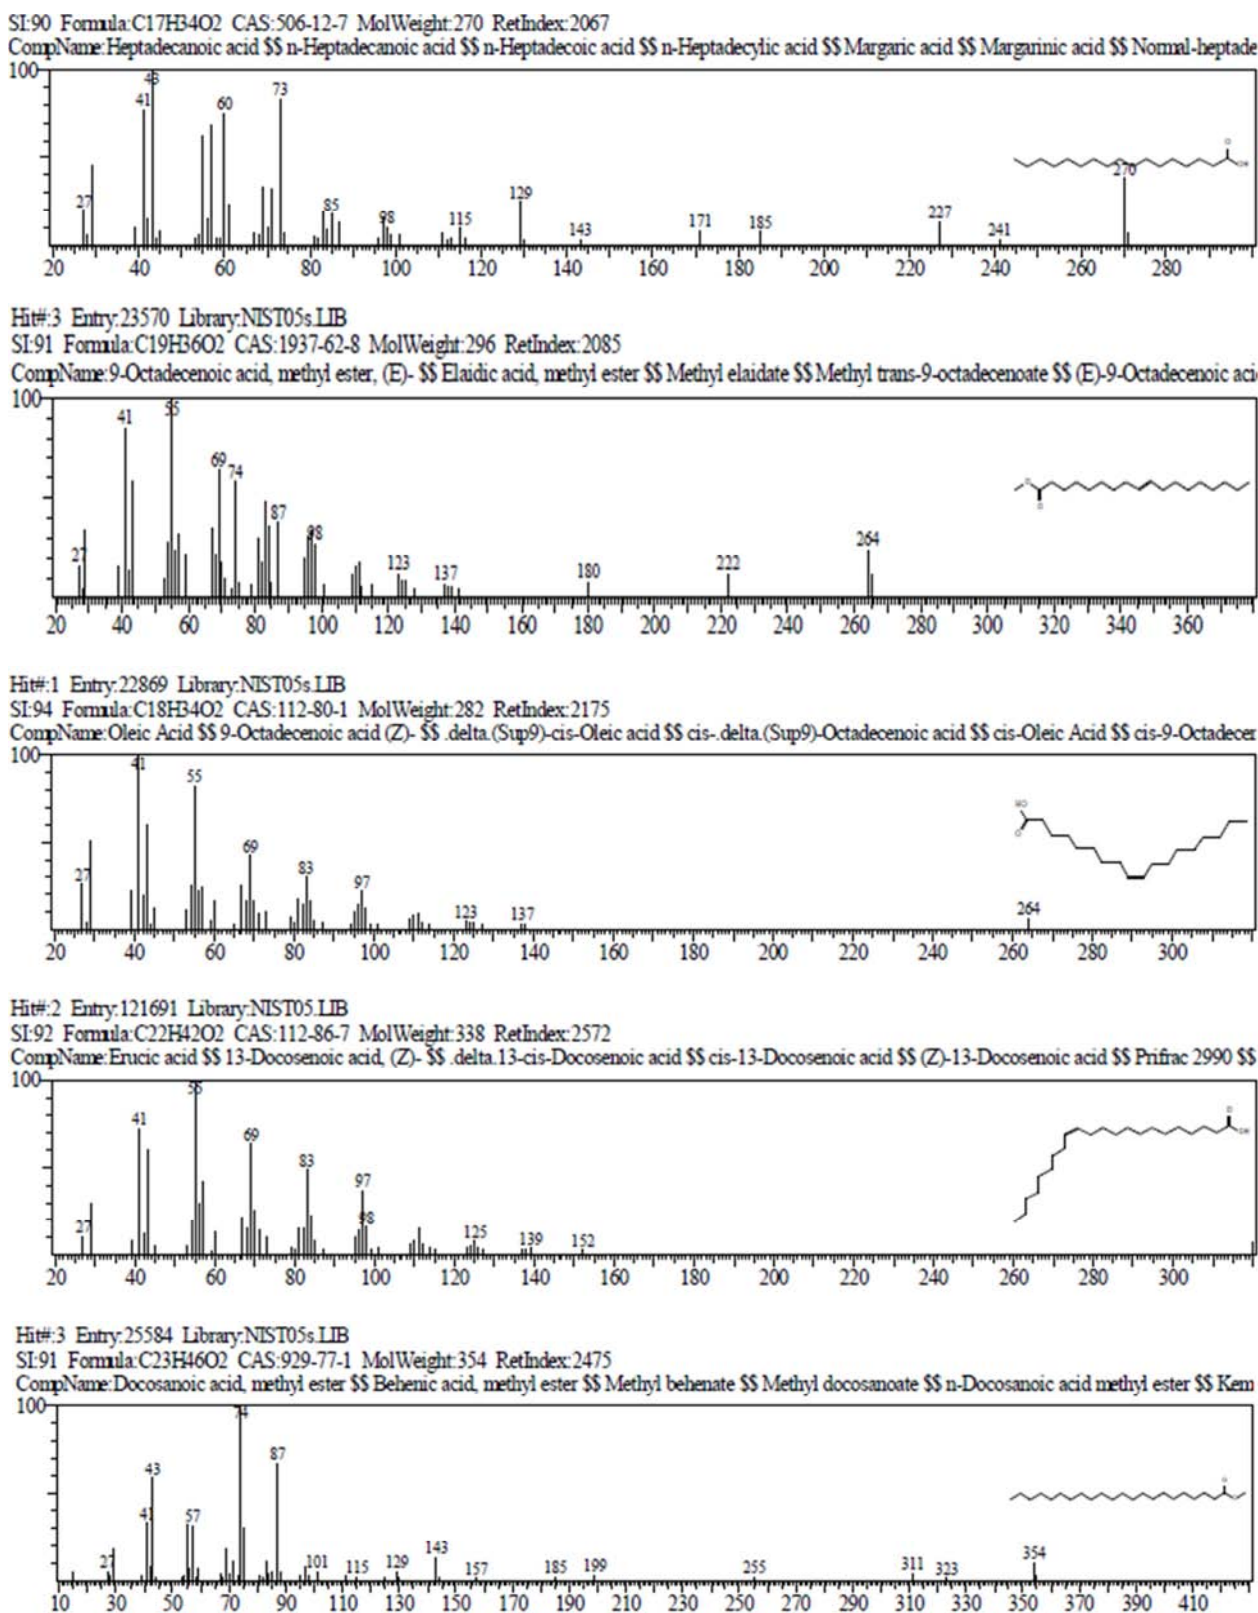 SI:90 Formula:C17H34O2 CAS:506-12-7 MolWeight:270 RetIndex:2067
CompName:Heptadecanoic acid $$ n-Heptadecanoic acid $$ n-Heptadecoic acid $$ n-Heptadecylic acid $$ Margaric acid $$ Margarinic acid $$ Normal-heptade
100
43
41 60 73
27 85 98 115 129 143 171 185 227 241 270
O
OH
20 40 60 80 100 120 140 160 180 200 220 240 260 280
Hit#:3 Entry:23570 Library:NIST05s.LIB
SI:91 Formula:C19H36O2 CAS:1937-62-8 MolWeight:296 RetIndex:2085
CompName:9-Octadecenoic acid, methyl ester, (E)- $$ Elaidic acid, methyl ester $$ Methyl elaidate $$ Methyl trans-9-octadecenoate $$ (E)-9-Octadecenoic aci
100
41 55 69 74 87 98
27 123 137 180 222 264
O
O
20 40 60 80 100 120 140 160 180 200 220 240 260 280 300 320 340 360
Hit#:1 Entry:22869 Library:NIST05s.LIB
SI:94 Formula:C18H34O2 CAS:112-80-1 MolWeight:282 RetIndex:2175
CompName:Oleic Acid $$ 9-Octadecenoic acid (Z)- $$ .delta.(Sup9)-cis-Oleic acid $$ cis-.delta.(Sup9)-Octadecenoic acid $$ cis-Oleic Acid $$ cis-9-Octadecer
100
41 55 69 83 97
27 123 137 264
HO
O
20 40 60 80 100 120 140 160 180 200 220 240 260 280 300
Hit#:2 Entry:121691 Library:NIST05.LIB
SI:92 Formula:C22H42O2 CAS:112-86-7 MolWeight:338 RetIndex:2572
CompName:Erucic acid $$ 13-Docosenoic acid, (Z)- $$ .delta.13-cis-Docosenoic acid $$ cis-13-Docosenoic acid $$ (Z)-13-Docosenoic acid $$ Prifrac 2990 $$
100
41 55 69 83 97
27 98 125 139 152
O
OH
20 40 60 80 100 120 140 160 180 200 220 240 260 280 300
Hit#:3 Entry:25584 Library:NIST05s.LIB
SI:91 Formula:C23H46O2 CAS:929-77-1 MolWeight:354 RetIndex:2475
CompName:Docosanoic acid, methyl ester $$ Behenic acid, methyl ester $$ Methyl behenate $$ Methyl docosanoate $$ n-Docosanoic acid methyl ester $$ Kem
100
74
43 87
27 41 57 101 115 129 143 157 185 199 255 311 323 354
O
O
10 30 50 70 90 110 130 150 170 190 210 230 250 270 290 310 330 350 370 390 410